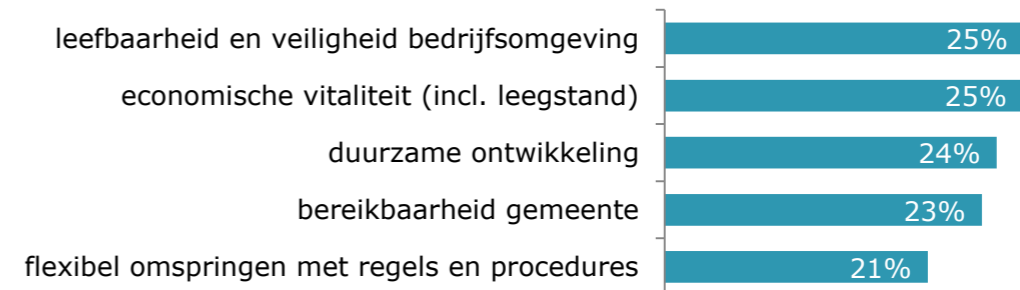 leefbaarheid en veiligheid bedrijfsomgeving 25%
economische vitaliteit (incl. leegstand) 25%
duurzame ontwikkeling 24%
bereikbaarheid gemeente 23%
flexibel omspringen met regels en procedures 21%